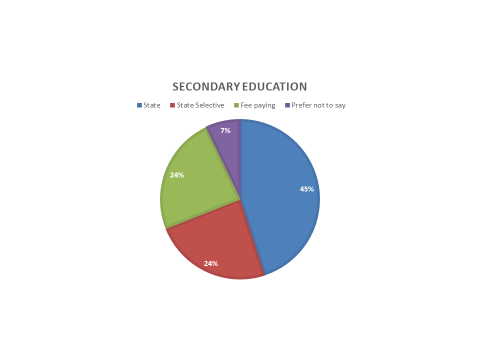 SECONDARY EDUCATION
State State Selective Fee paying Prefer not to say
7%
45%
24%
24%